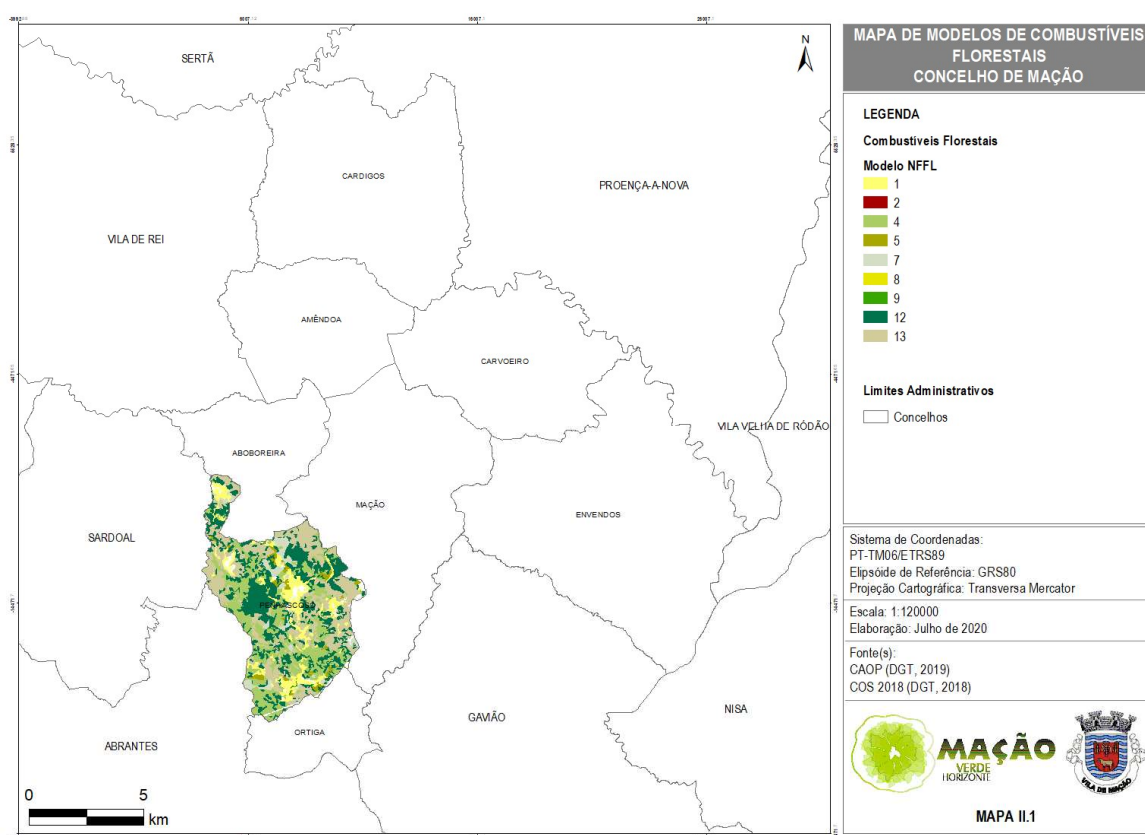 MAPA DE MODELOS DE COMBUSTÍVEIS
FLORESTAIS
CONCELHO DE MAÇÃO
LEGENDA
Combustíveis Florestais
Modelo NFFL
1
2
4
5
7
8
9
12
13
Limites Administrativos
Concelhos
Sistema de Coordenadas:
PT-TM06/ETRS89
Elipsóide de Referência: GRS80
Projeção Cartográfica: Transversa Mercator
Escala: 1:120000
Elaboração: Julho de 2020
Fonte(s):
CAOP (DGT, 2019)
COS 2018 (DGT, 2018)
MAÇÃO
VERDE
HORIZONTE
VILA DE MAÇÃO
MAPA II.1
N
SERTÃ
CARDIGOS
PROENÇA-A-NOVA
VILA DE REI
AMÊNDOA
CARVOEIRO
VILA VELHA DE RÓDÃO
ABOBOREIRA
MAÇÃO
ENVENDOS
SARDOAL
PENHASCOSO
GAVIÃO
NISA
ORTIGA
ABRANTES
0 5
km